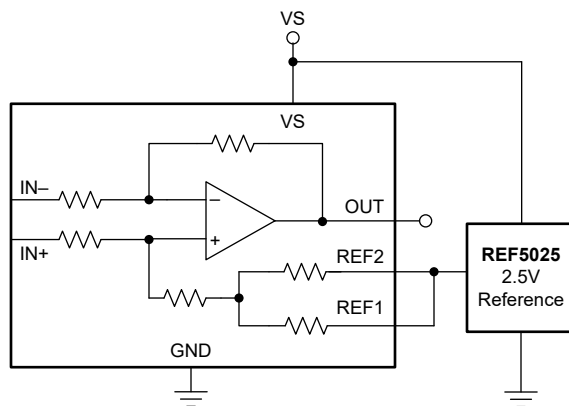 VS
VS
IN–
–
OUT
IN+
+
REF2
REF1
GND
REF5025
2.5V
Reference